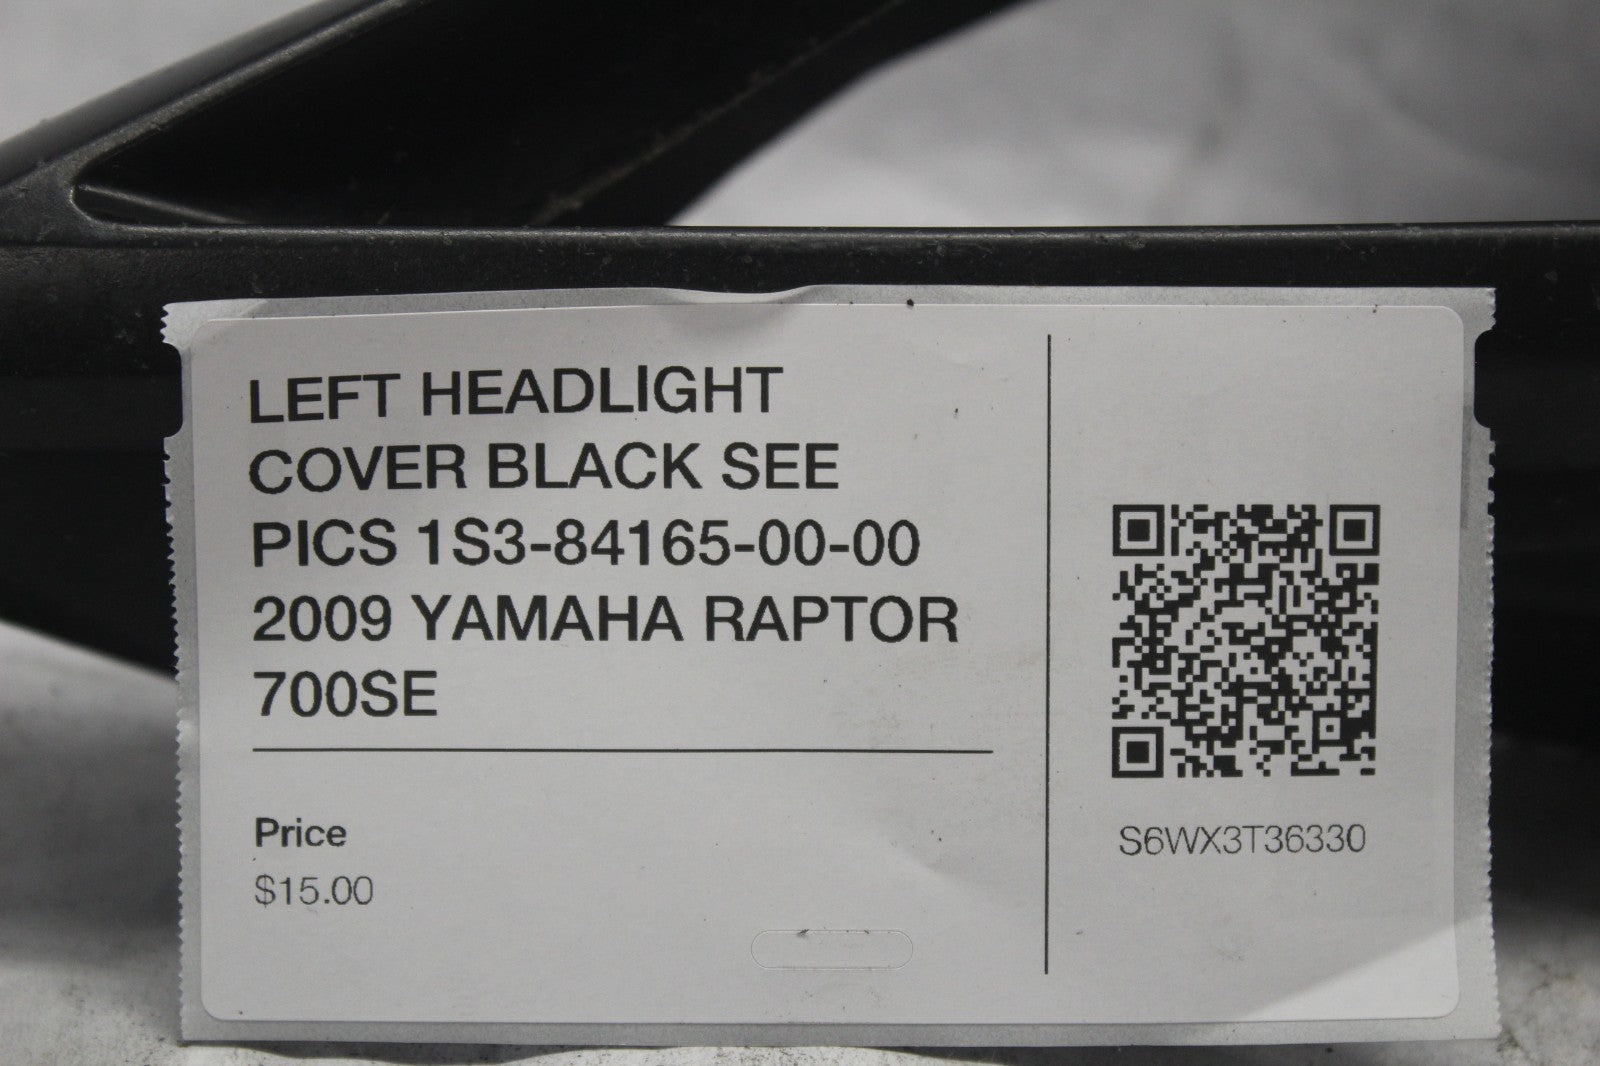 LEFT HEADLIGHT
COVER BLACK SEE
PICS 1S3-84165-00-00
2009 YAMAHA RAPTOR
700SE
Price
$15.00
S6WX3T36330